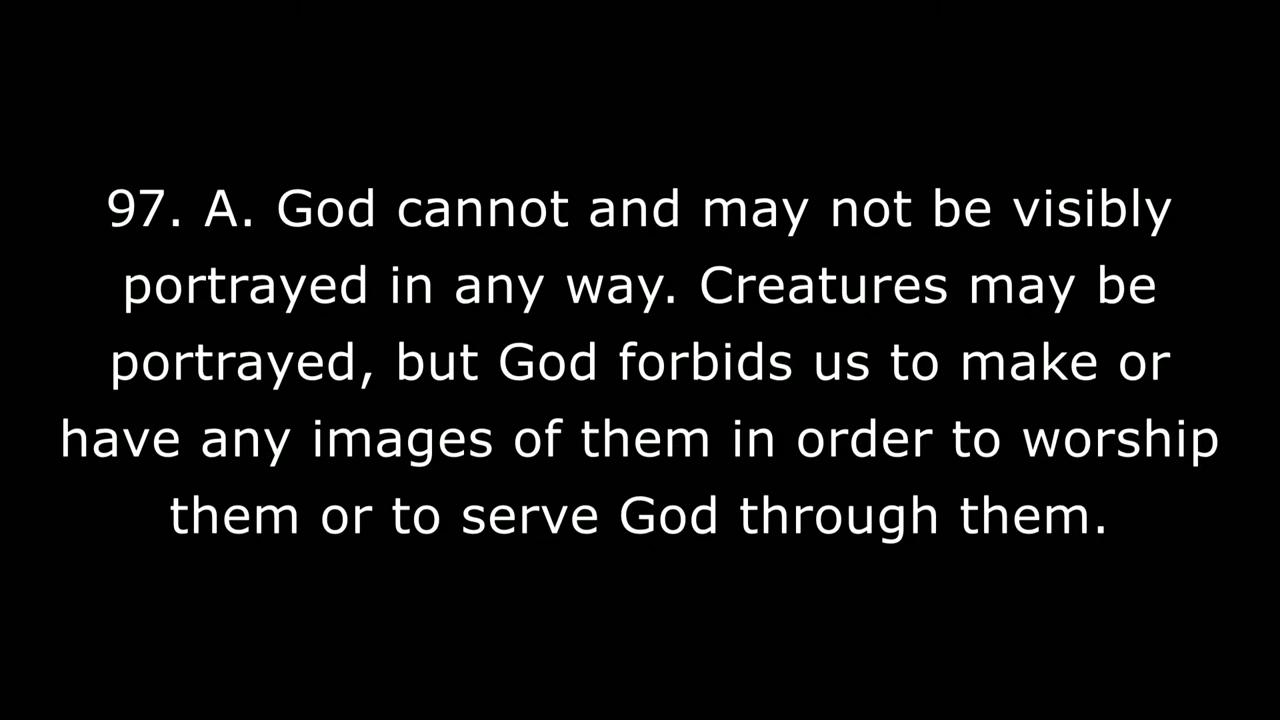 97. A. God cannot and may not be visibly
portrayed in any way. Creatures may be
portrayed, but God forbids us to make or
have any images of them in order to worship
them or to serve God through them.